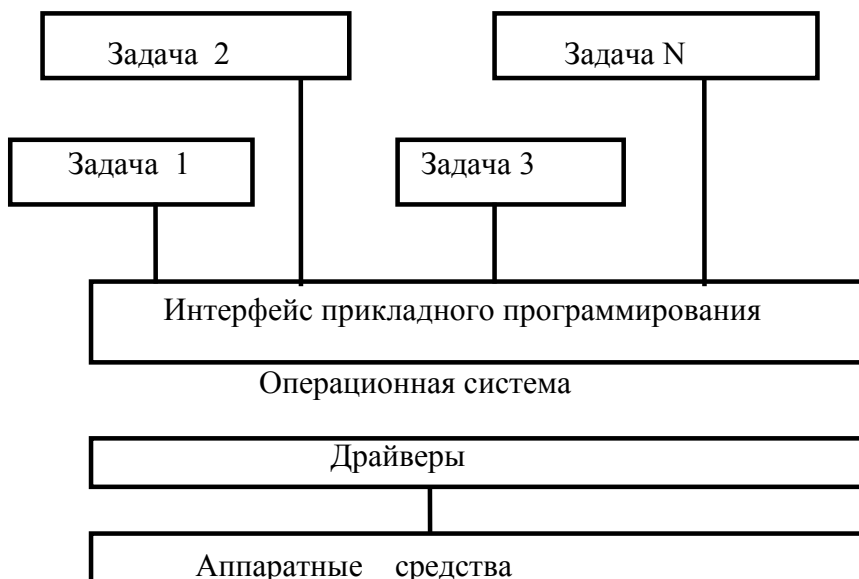 Задача 2
Задача N
Задача 1
Задача 3
Интерфейс прикладного программирования
Операционная система
Драйверы
Аппаратные средства